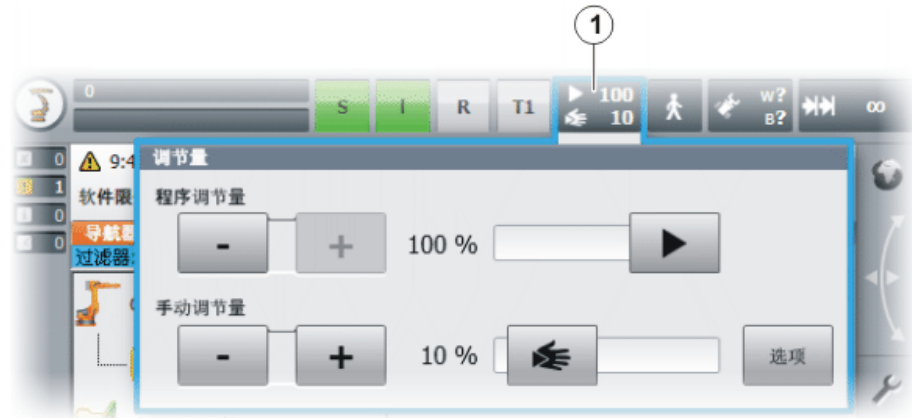 1
0
S I R T1 100 10 W? B? ∞
0 9:4 调节量
1 软件限 程序调节量
0 导航器 - + 100 %
0 过滤器:
手动调节量
- + 10 % 选项